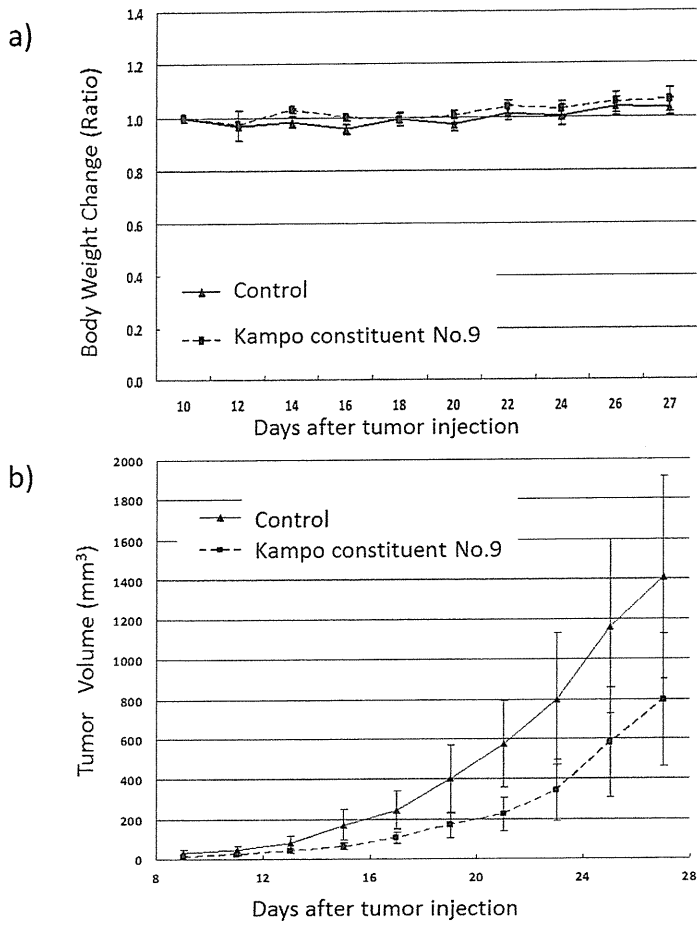 a)
Body Weight Change (Ratio)
1.4
1.2
1.0
0.8
0.6
0.4
0.2
0.0
Control
Kampo constituent No.9
10 12 14 16 18 20 22 24 26 27
Days after tumor injection
b)
Tumor Volume (mm³)
2000
1800
1600
1400
1200
1000
800
600
400
200
0
Control
Kampo constituent No.9
8 12 16 20 24 28
Days after tumor injection